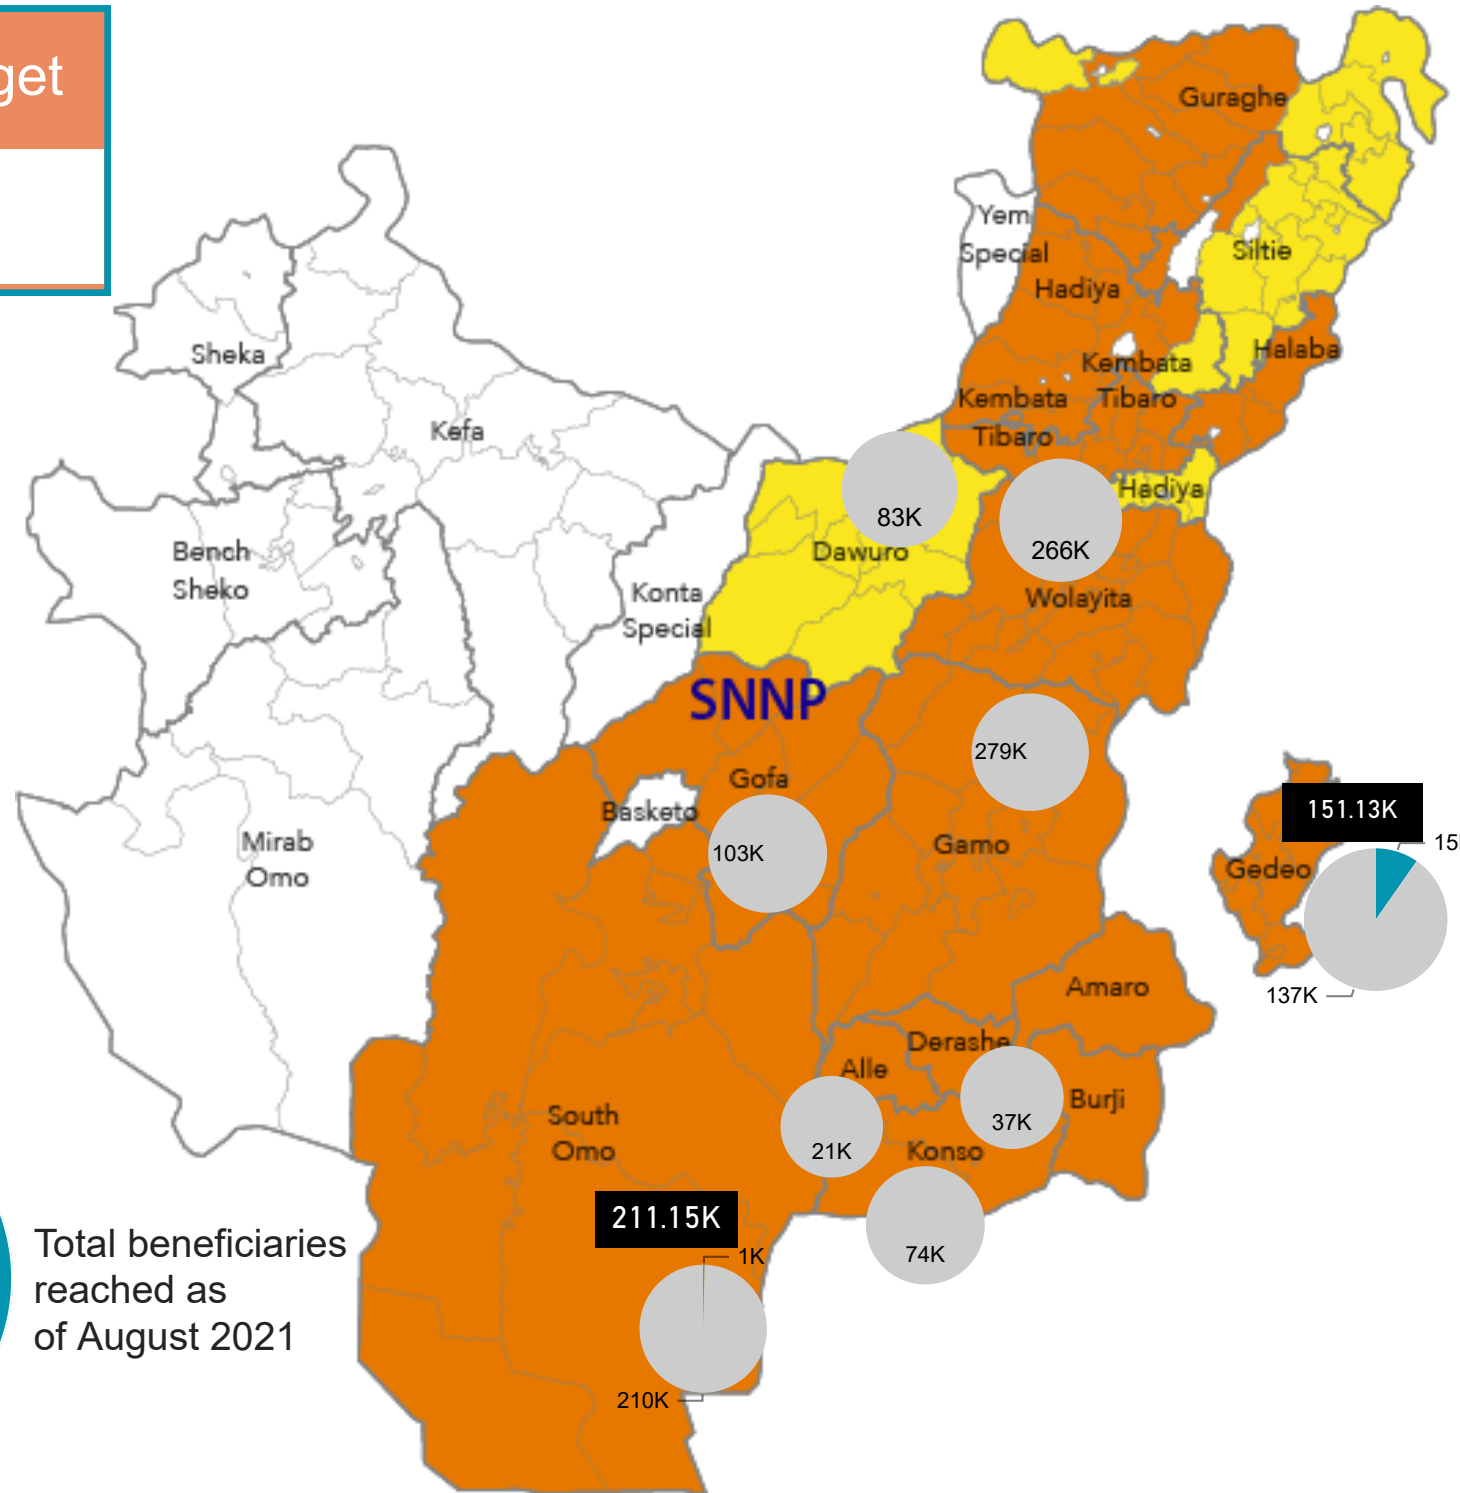 get
Guraghe
Yem
Special
Siltie
Hadiya
Sheka
Halaba
Kembata
Tibaro
Kembata
Tibaro
Kefa
Hadiya
83K
266K
Dawuro
Bench
Sheko
Konta
Special
Wolayita
SNNP
279K
Gofa
Basketo
151.13K
Mirab
Omo
103K
Gamo
15
Gedeo
137K
Amaro
Derashe
Alle
Burji
South
Omo
37K
21K
Konso
211.15K
1K
74K
210K
Total beneficiaries
reached as
of August 2021